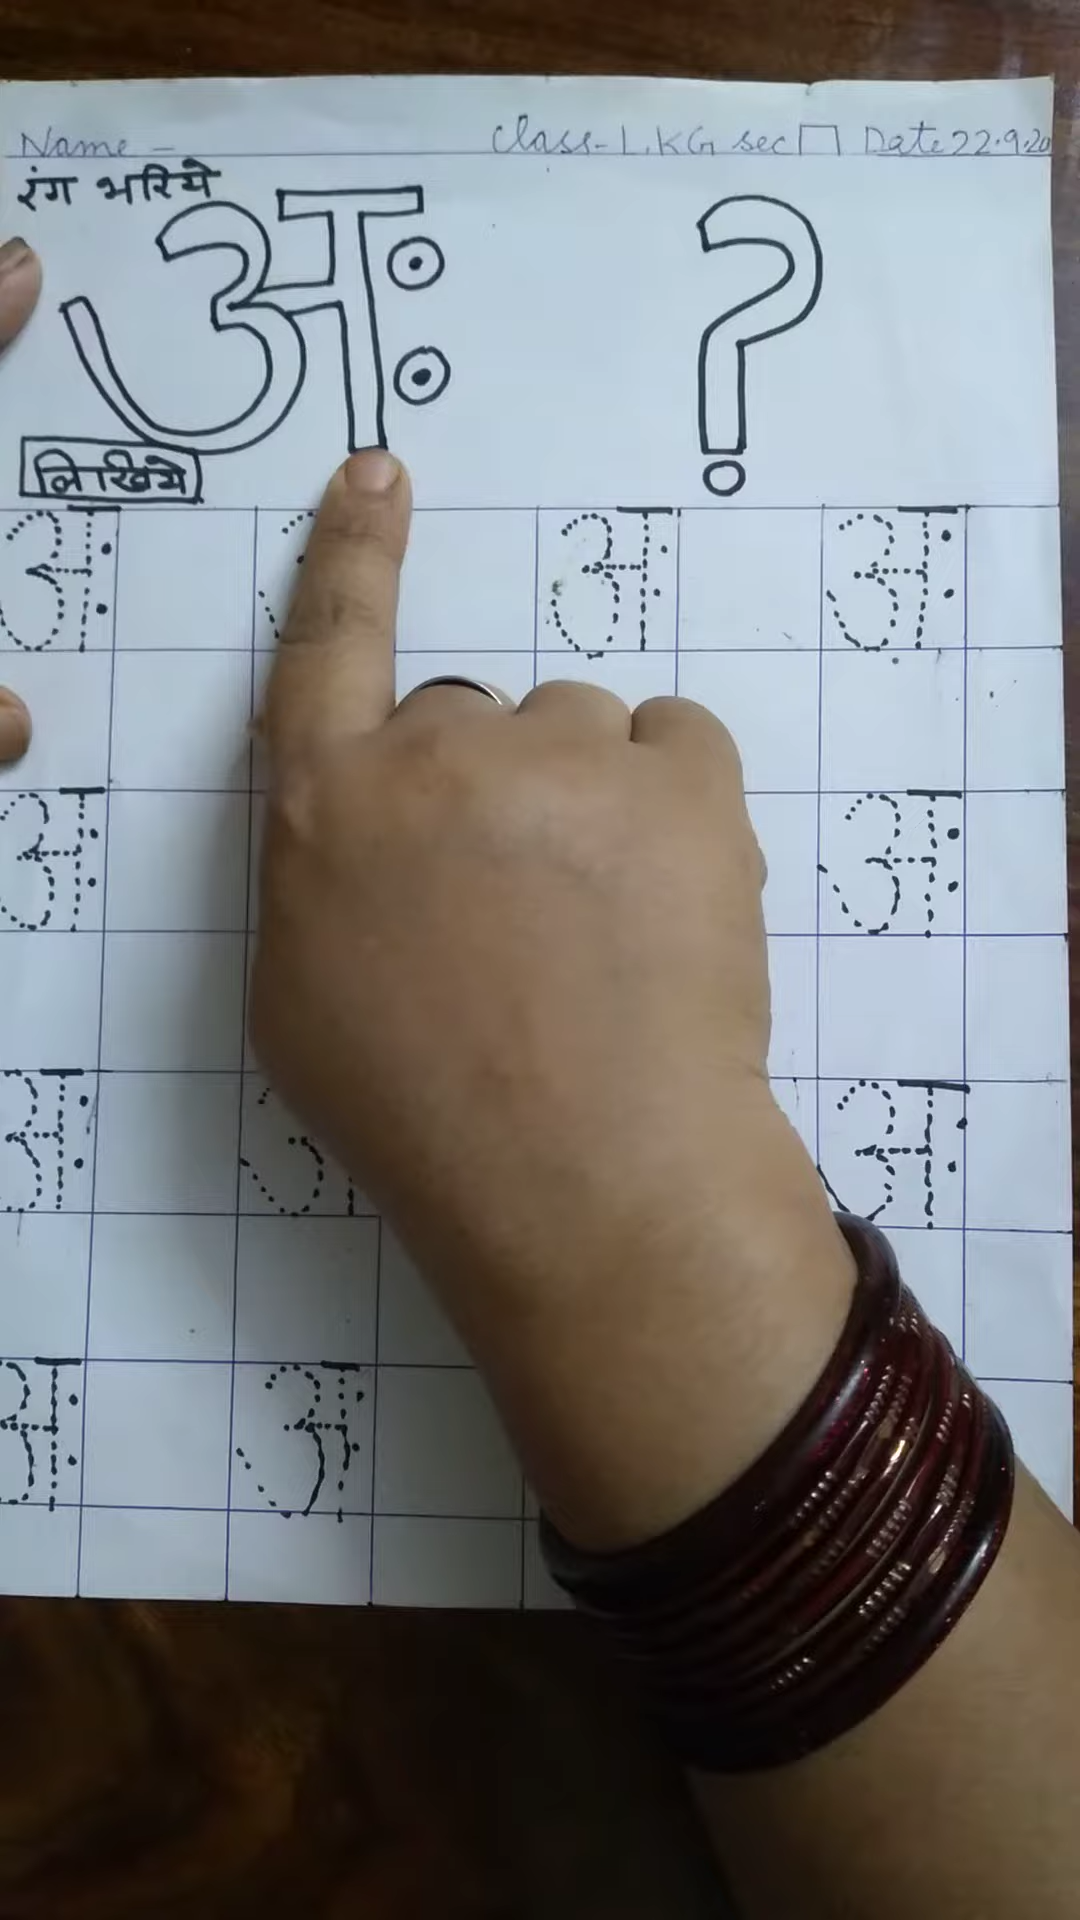 Name - Class- L.KG sec Date 22.9.20
रंग भरिये
अः ?
लिखिये
अः अः अः
अः अः
अः अः
अः अः